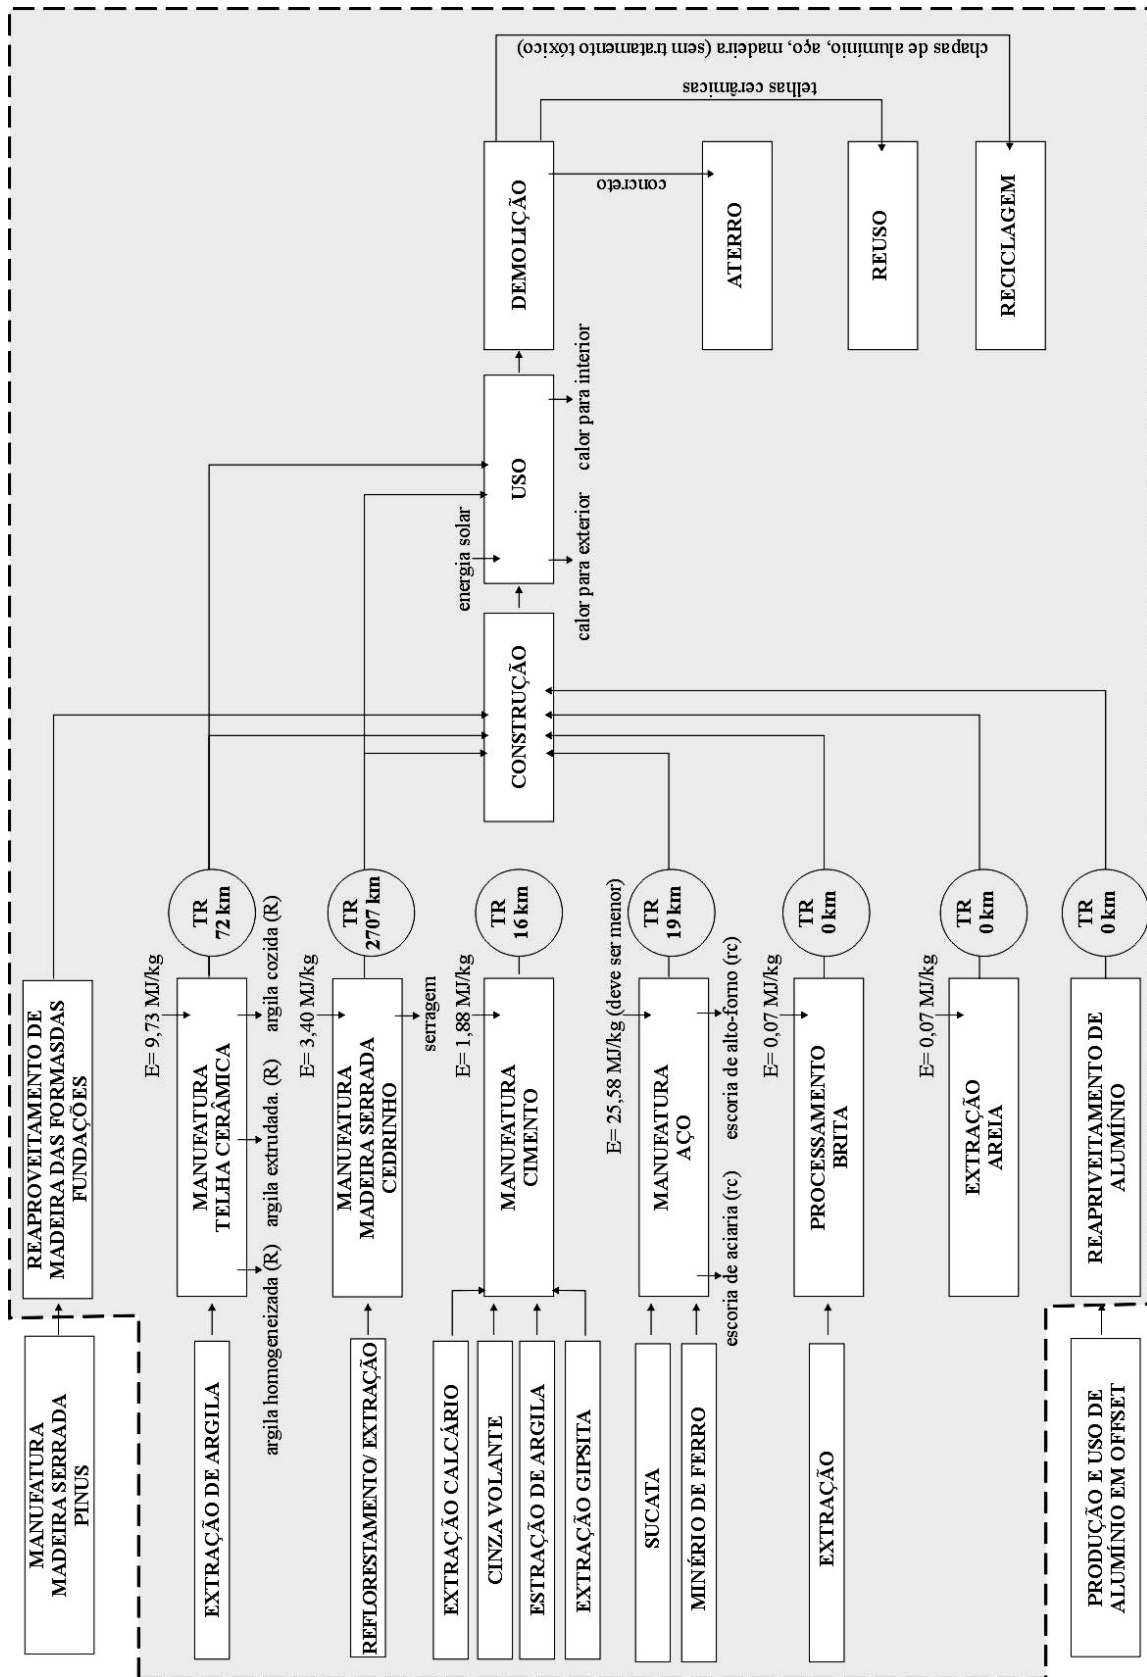 MANUFATURA
MADEIRA SERRADA
PINUS
REAPROVEITAMENTO DE
MADEIRA DAS FORMASDAS
FUNDAÇÕES
EXTRAÇÃO DE ARGILA
MANUFATURA
TELHA CERÂMICA
E= 9,73 MJ/kg
TR
72 km
argila homogeneizada (R)
argila extrudada. (R)
argila cozida (R)
REFLORESTAMENTO/ EXTRAÇÃO
MANUFATURA
MADEIRA SERRADA
CEDRINHO
E= 3,40 MJ/kg
TR
2707 km
serragem
EXTRAÇÃO CALCÁRIO
CINZA VOLANTE
ESTRAÇÃO DE ARGILA
EXTRAÇÃO GIPSITA
MANUFATURA
CIMENTO
E= 1,88 MJ/kg
TR
16 km
SUCATA
MINÉRIO DE FERRO
MANUFATURA
AÇO
E= 25,58 MJ/kg (deve ser menor)
TR
19 km
escoria de aciaria (rc)
escoria de alto-forno (rc)
EXTRAÇÃO
PROCESSAMENTO
BRITA
E= 0,07 MJ/kg
TR
0 km
EXTRAÇÃO
AREIA
E= 0,07 MJ/kg
TR
0 km
PRODUÇÃO E USO DE
ALUMÍNIO EM OFFSET
REAPRIVEITAMENTO DE
ALUMÍNIO
TR
0 km
CONSTRUÇÃO
energia solar
USO
calor para exterior
calor para interior
DEMOLIÇÃO
concreto
telhas cerâmicas
chapas de alumínio, aço, madeira (sem tratamento tóxico)
ATERRO
REUSO
RECICLAGEM